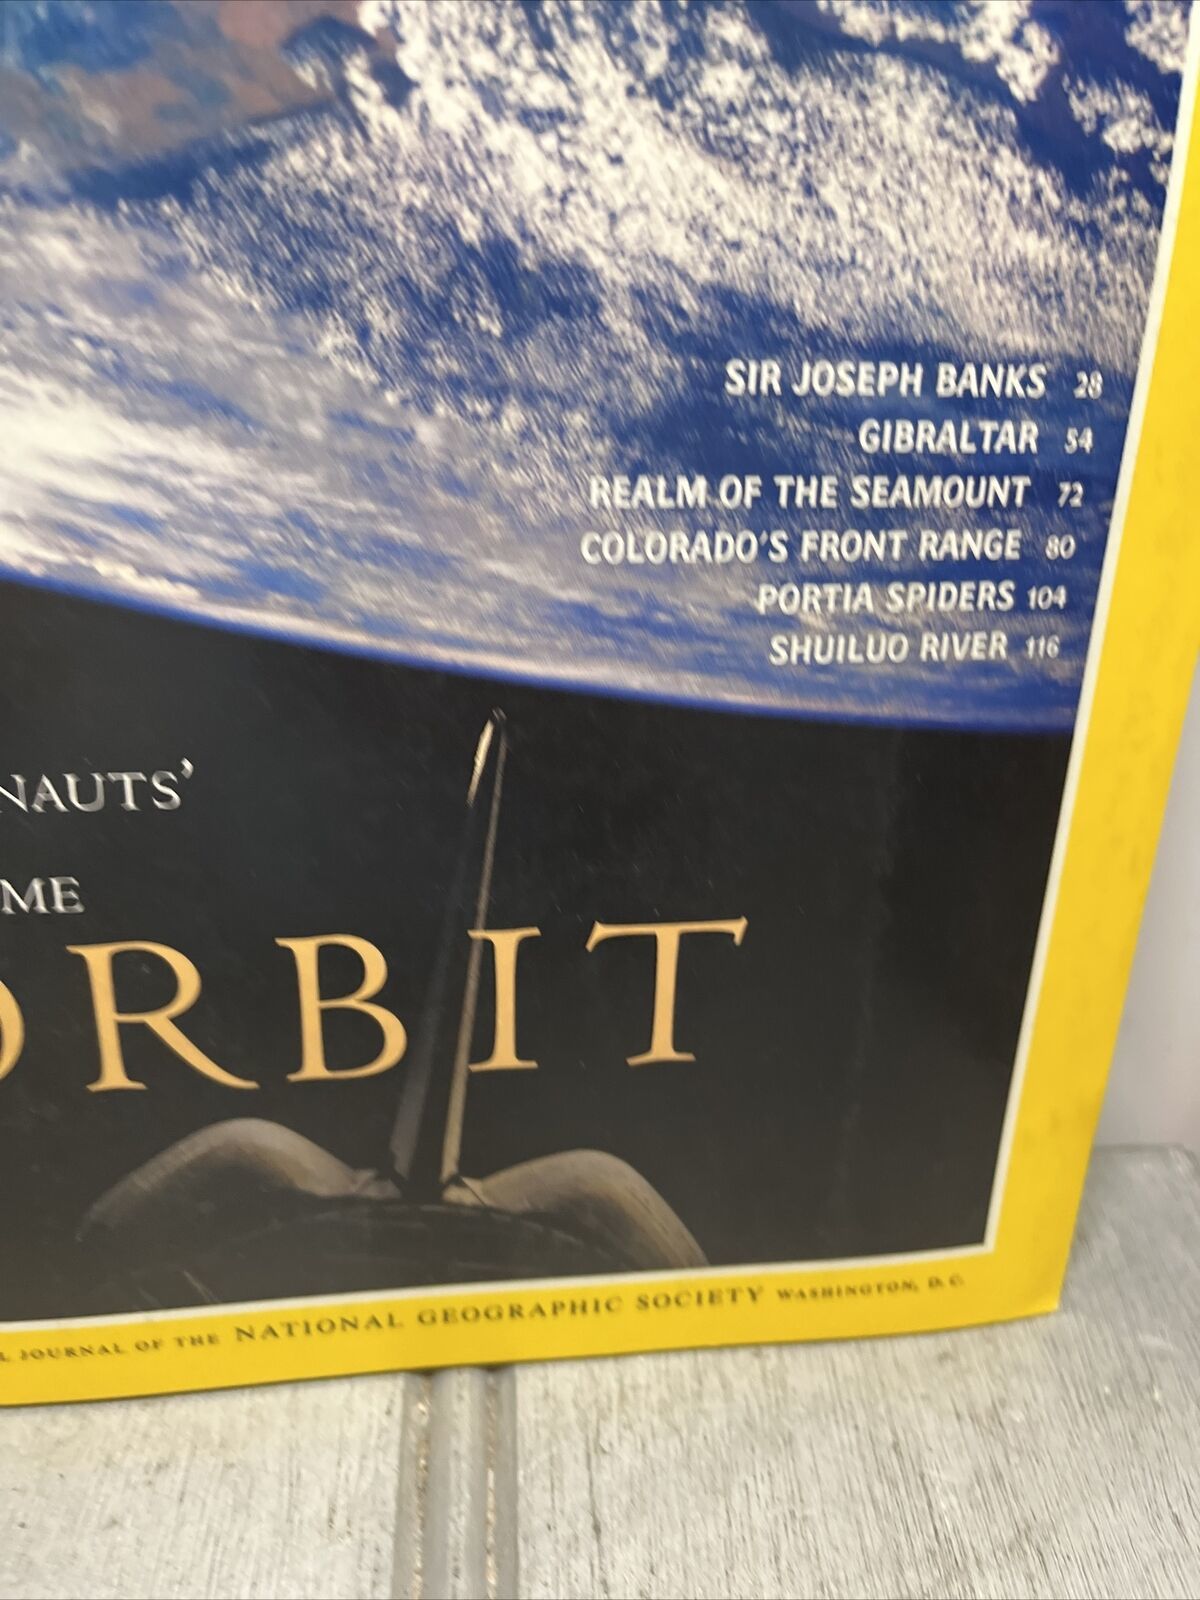 SIR JOSEPH BANKS 28
GIBRALTAR 54
REALM OF THE SEAMOUNT 72
COLORADO'S FRONT RANGE 80
PORTIA SPIDERS 104
SHUILUO RIVER 116
NAUTS'
ME
ORBIT
L JOURNAL OF THE NATIONAL GEOGRAPHIC SOCIETY WASHINGTON, D.C.